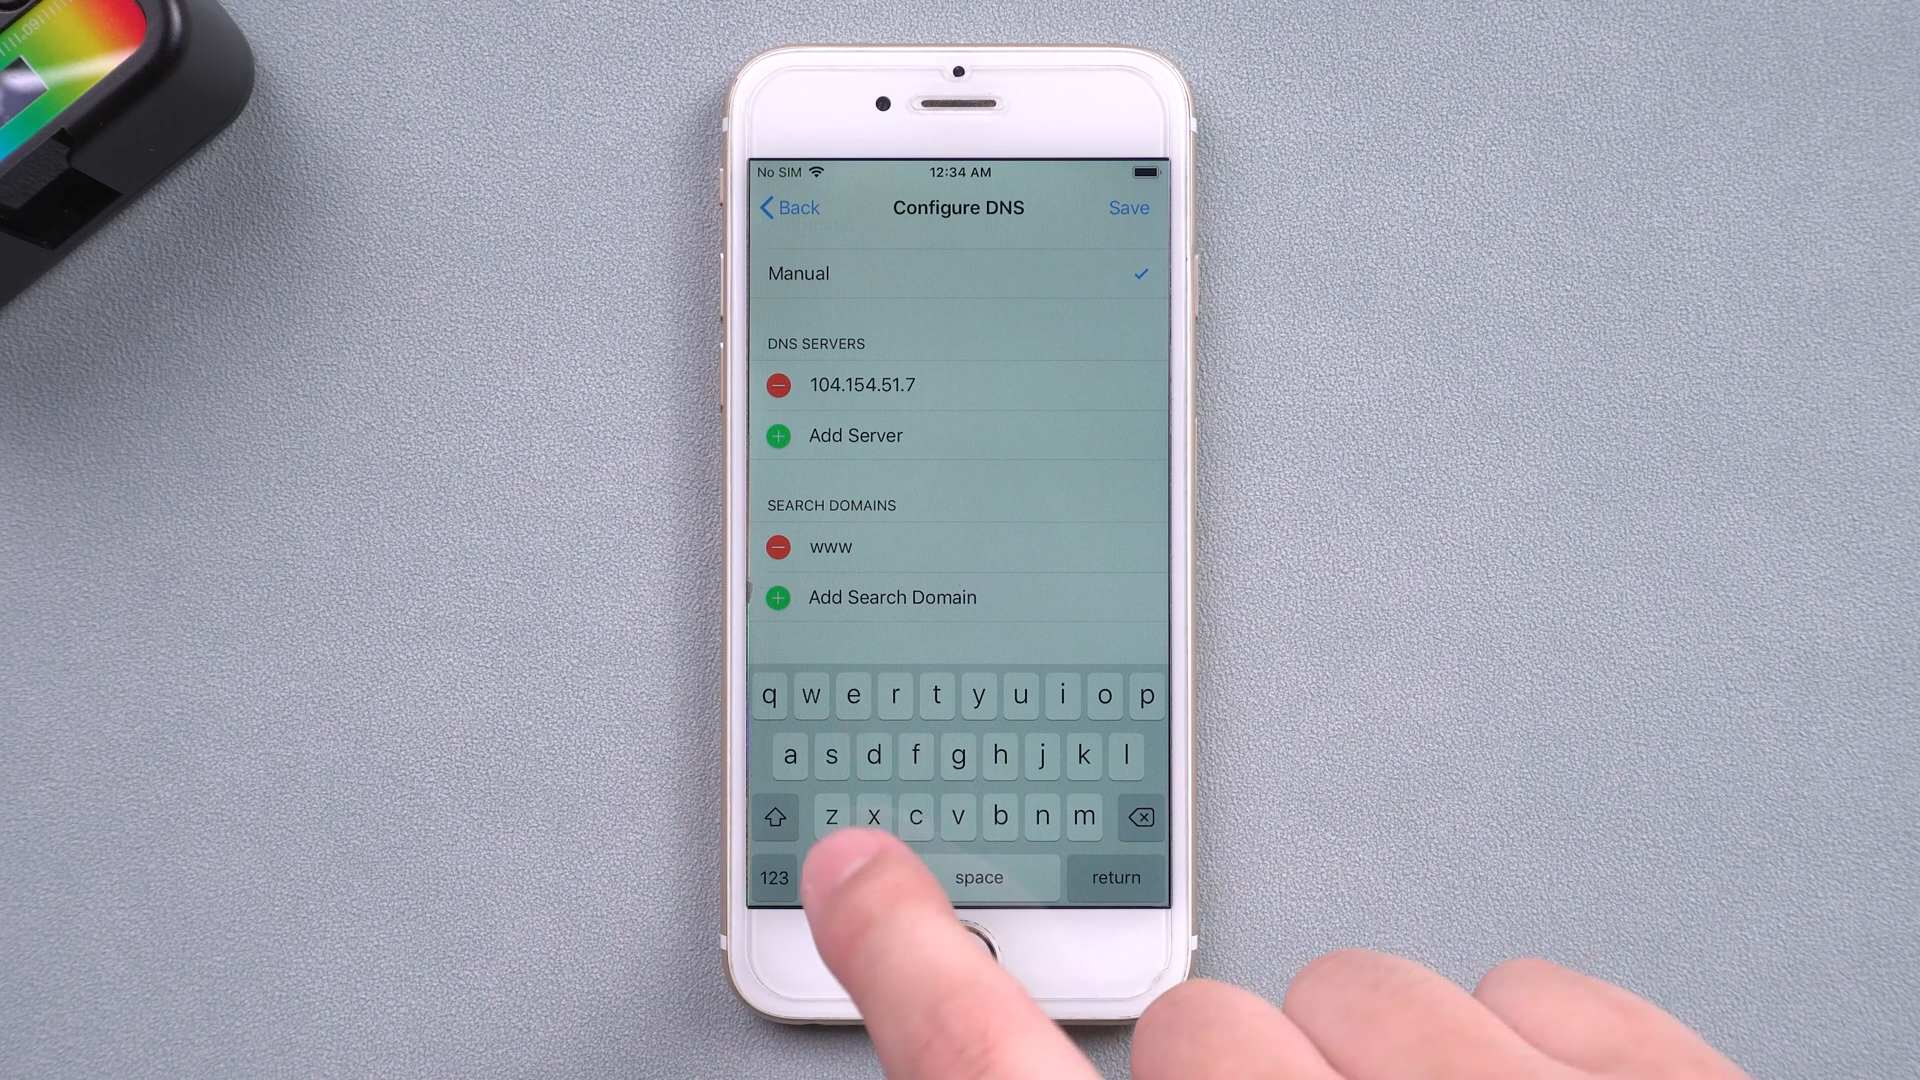 No SIM 12:34 AM
Back Configure DNS Save
Manual
DNS SERVERS
104.154.51.7
Add Server
SEARCH DOMAINS
www
Add Search Domain
q w e r t y u i o p
a s d f g h j k l
z x c v b n m
123 space return